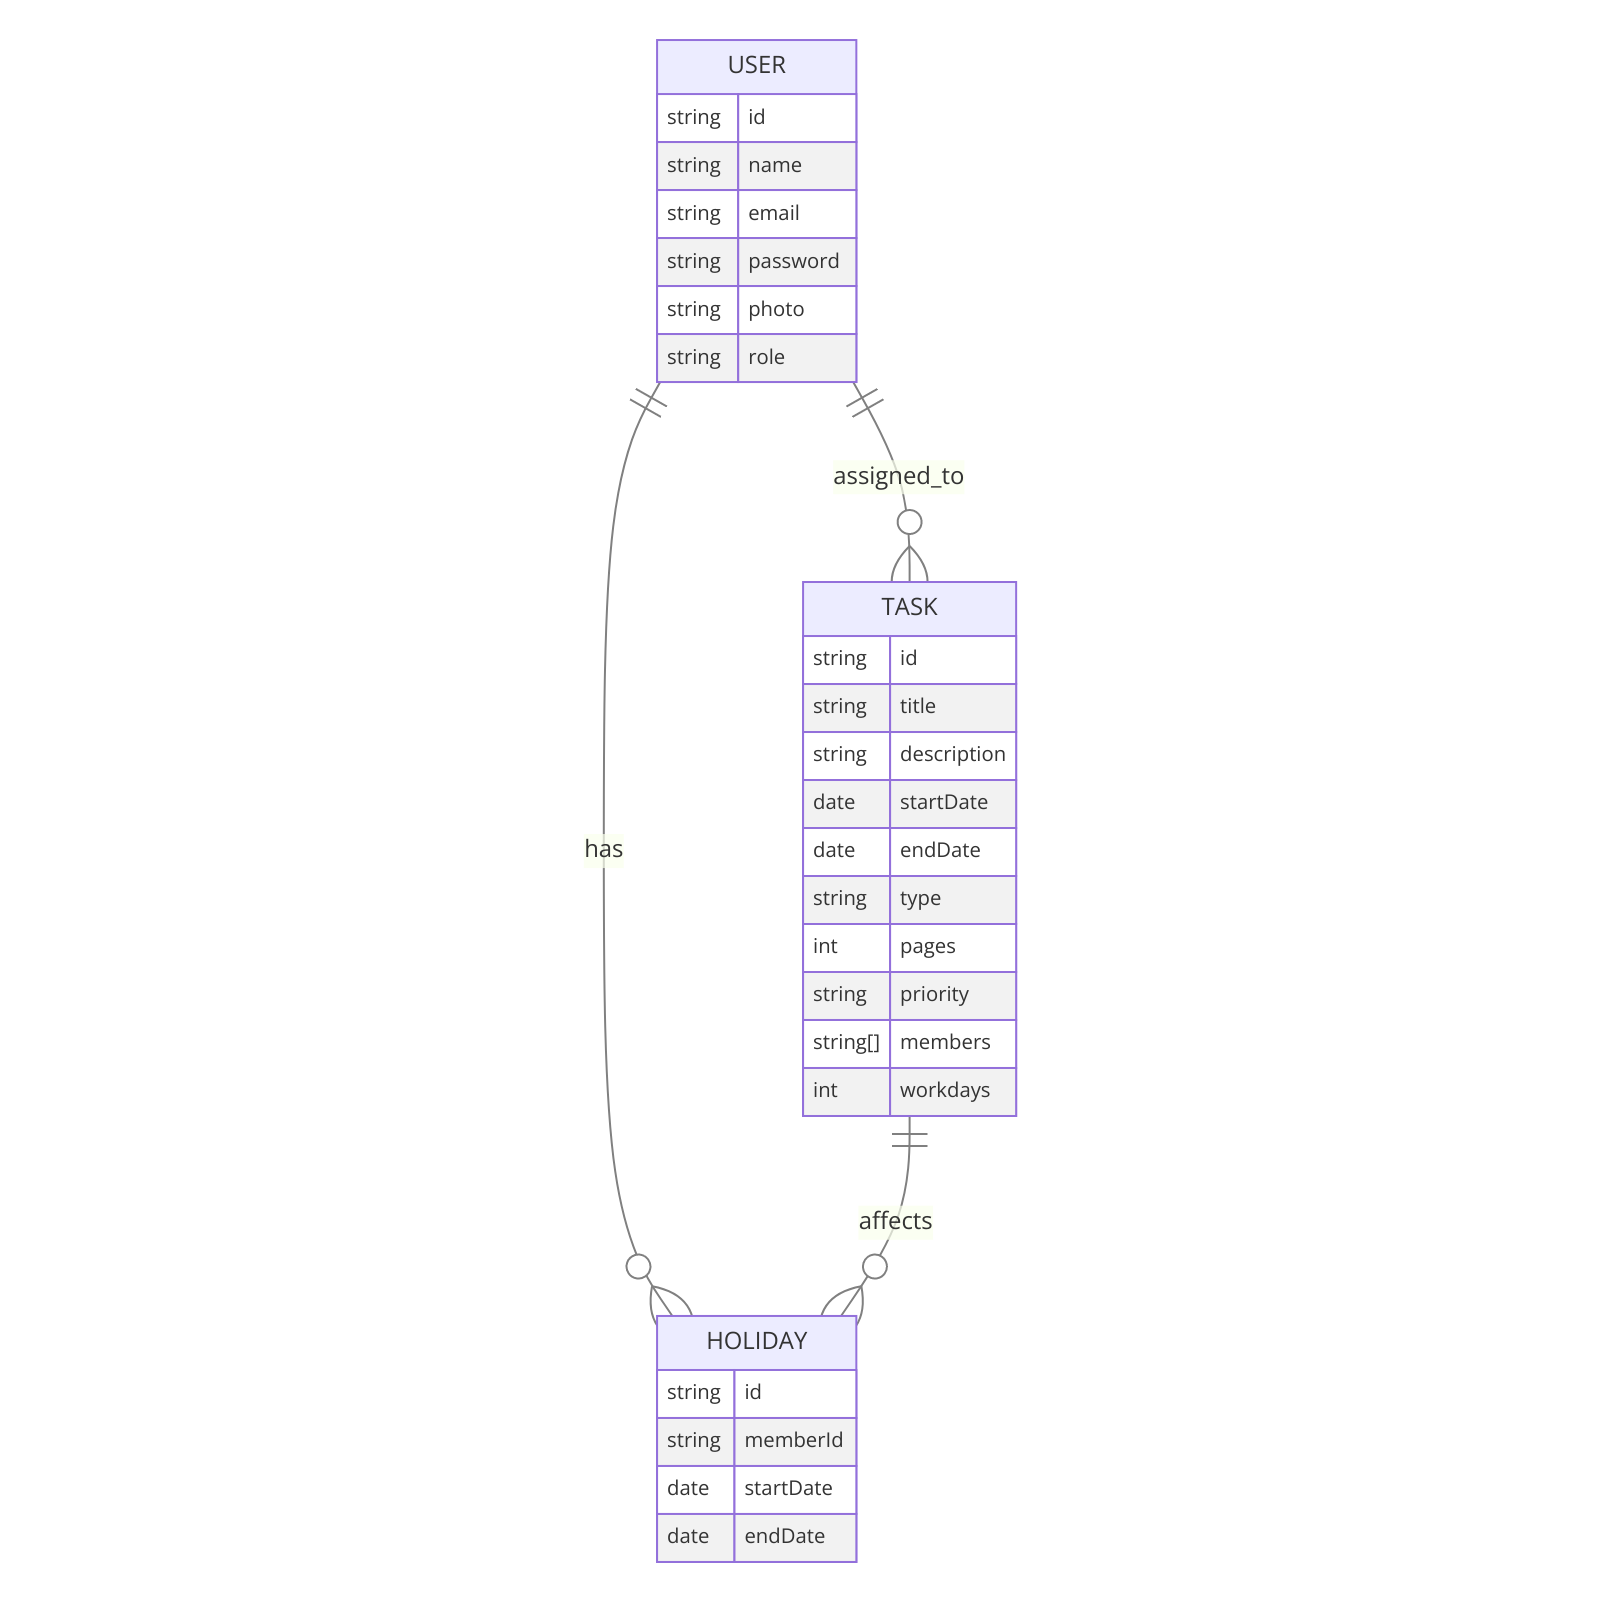 USER
string id
string name
string email
string password
string photo
string role
assigned_to
TASK
string id
string title
string description
date startDate
date endDate
string type
int pages
string priority
string[] members
int workdays
has
affects
HOLIDAY
string id
string memberId
date startDate
date endDate